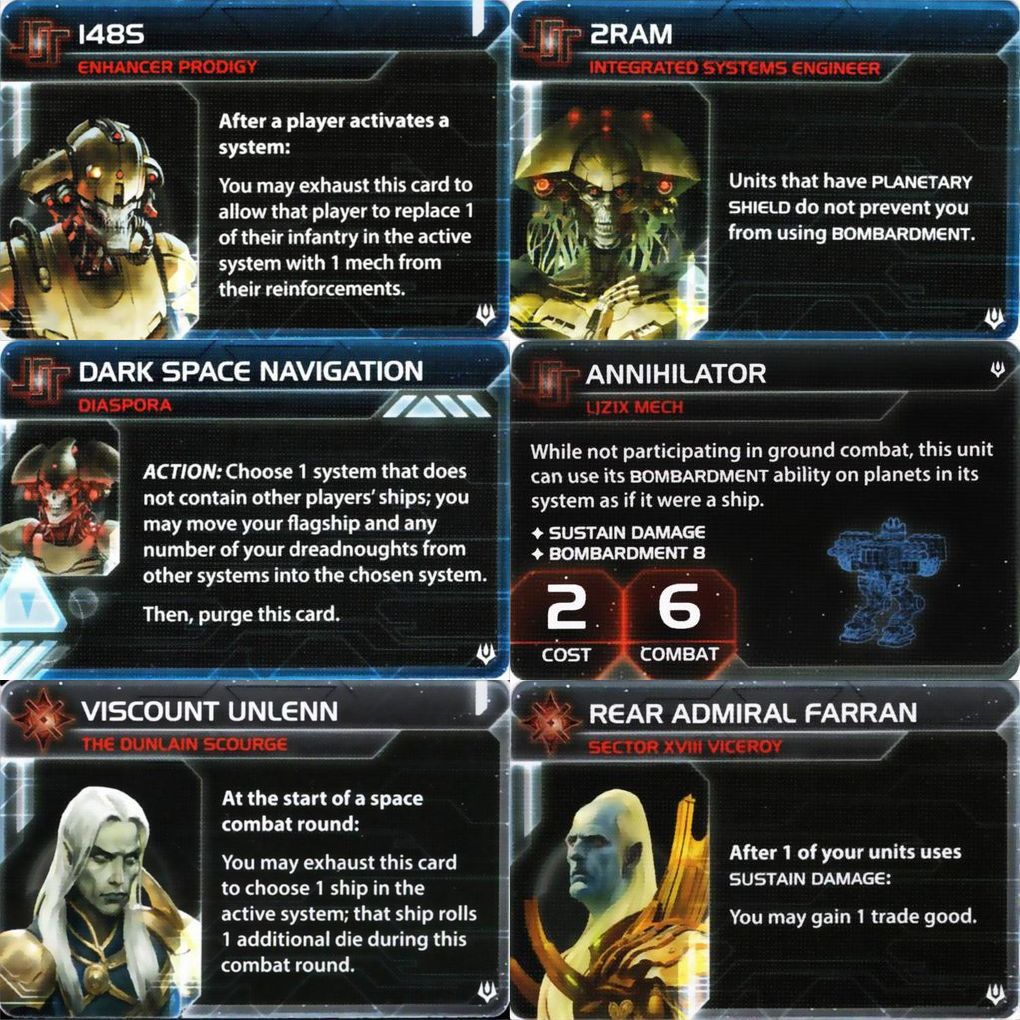 I48S
ENHANCER PRODIGY
After a player activates a
system:
You may exhaust this card to
allow that player to replace 1
of their infantry in the active
system with 1 mech from
their reinforcements.
2RAM
INTEGRATED SYSTEMS ENGINEER
Units that have PLANETARY
SHIELD do not prevent you
from using BOMBARDMENT.
DARK SPACE NAVIGATION
DIASPORA
ACTION: Choose 1 system that does
not contain other players' ships; you
may move your flagship and any
number of your dreadnoughts from
other systems into the chosen system.
Then, purge this card.
ANNIHILATOR
L1Z1X MECH
While not participating in ground combat, this unit
can use its BOMBARDMENT ability on planets in its
system as if it were a ship.
✦ SUSTAIN DAMAGE
✦ BOMBARDMENT 8
2 6
COST COMBAT
VISCOUNT UNLENN
THE DUNLAIN SCOURGE
At the start of a space
combat round:
You may exhaust this card
to choose 1 ship in the
active system; that ship rolls
1 additional die during this
combat round.
REAR ADMIRAL FARRAN
SECTOR XVIII VICEROY
After 1 of your units uses
SUSTAIN DAMAGE:
You may gain 1 trade good.